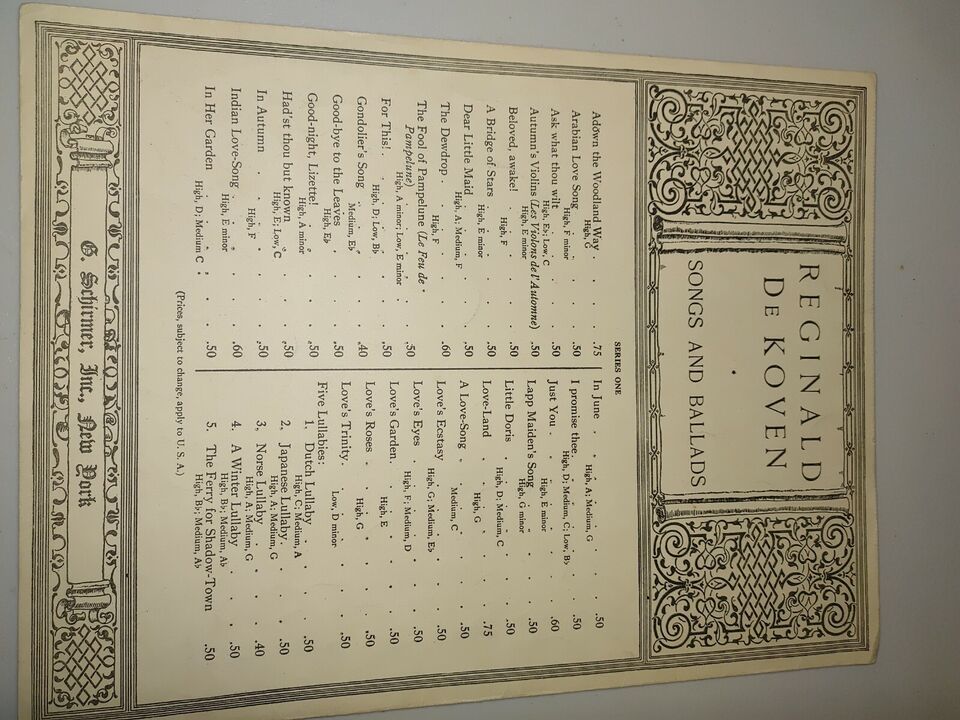 REGINALD
DE KOVEN
SONGS AND BALLADS
SERIES ONE
Adown the Woodland Way . . . .75
High, G
Arabian Love Song . . . .50
High, F minor
Ask what thou wilt . . . .50
High, E♭; Low, C
Autumn's Violins (Les Violons de l'Automne) .50
High, E minor
Beloved, awake! . . . .50
High, F
A Bridge of Stars . . . .50
High, E minor
Dear Little Maid . . . .50
High, A; Medium, F
The Dewdrop . . . .60
High, F
The Fool of Pampelune (Le Feu de
Pampelune) . . . .50
High, A minor; Low, E minor
For This! . . . .50
High, D; Low, B♭
Gondolier's Song . . . .40
Medium, E♭
Good-bye to the Leaves . . . .50
High, E♭
Good-night, Lizette! . . . .50
High, A minor
Had'st thou but known . . . .50
High, E; Low, C
In Autumn . . . .50
High, F
Indian Love-Song . . . .60
High, E minor
In Her Garden . . . .50
High, D; Medium C
In June . . . .50
High, A; Medium, G
I promise thee . . . .50
High, D; Medium, C; Low, B♭
Just You . . . .60
High, E minor
Lapp Maiden's Song . . . .50
High, G minor
Little Doris . . . .50
High, D; Medium, C
Love-Land . . . .75
High, G
A Love-Song . . . .50
Medium, C
Love's Ecstasy . . . .50
High, G; Medium, E♭
Love's Eyes . . . .50
High, F; Medium, D
Love's Garden . . . .50
High, E
Love's Roses . . . .50
High, G
Love's Trinity . . . .50
Low, D minor
Five Lullabies:
1. Dutch Lullaby . . . .50
High, C; Medium, A
2. Japanese Lullaby . . . .50
High, A; Medium, G
3. Norse Lullaby . . . .40
High, A; Medium, G
4. A Winter Lullaby . . . .50
High, B♭; Medium, A♭
5. The Ferry for Shadow-Town .50
High, B♭; Medium, A♭
(Prices, subject to change, apply to U. S. A.)
G. Schirmer, Inc., New York